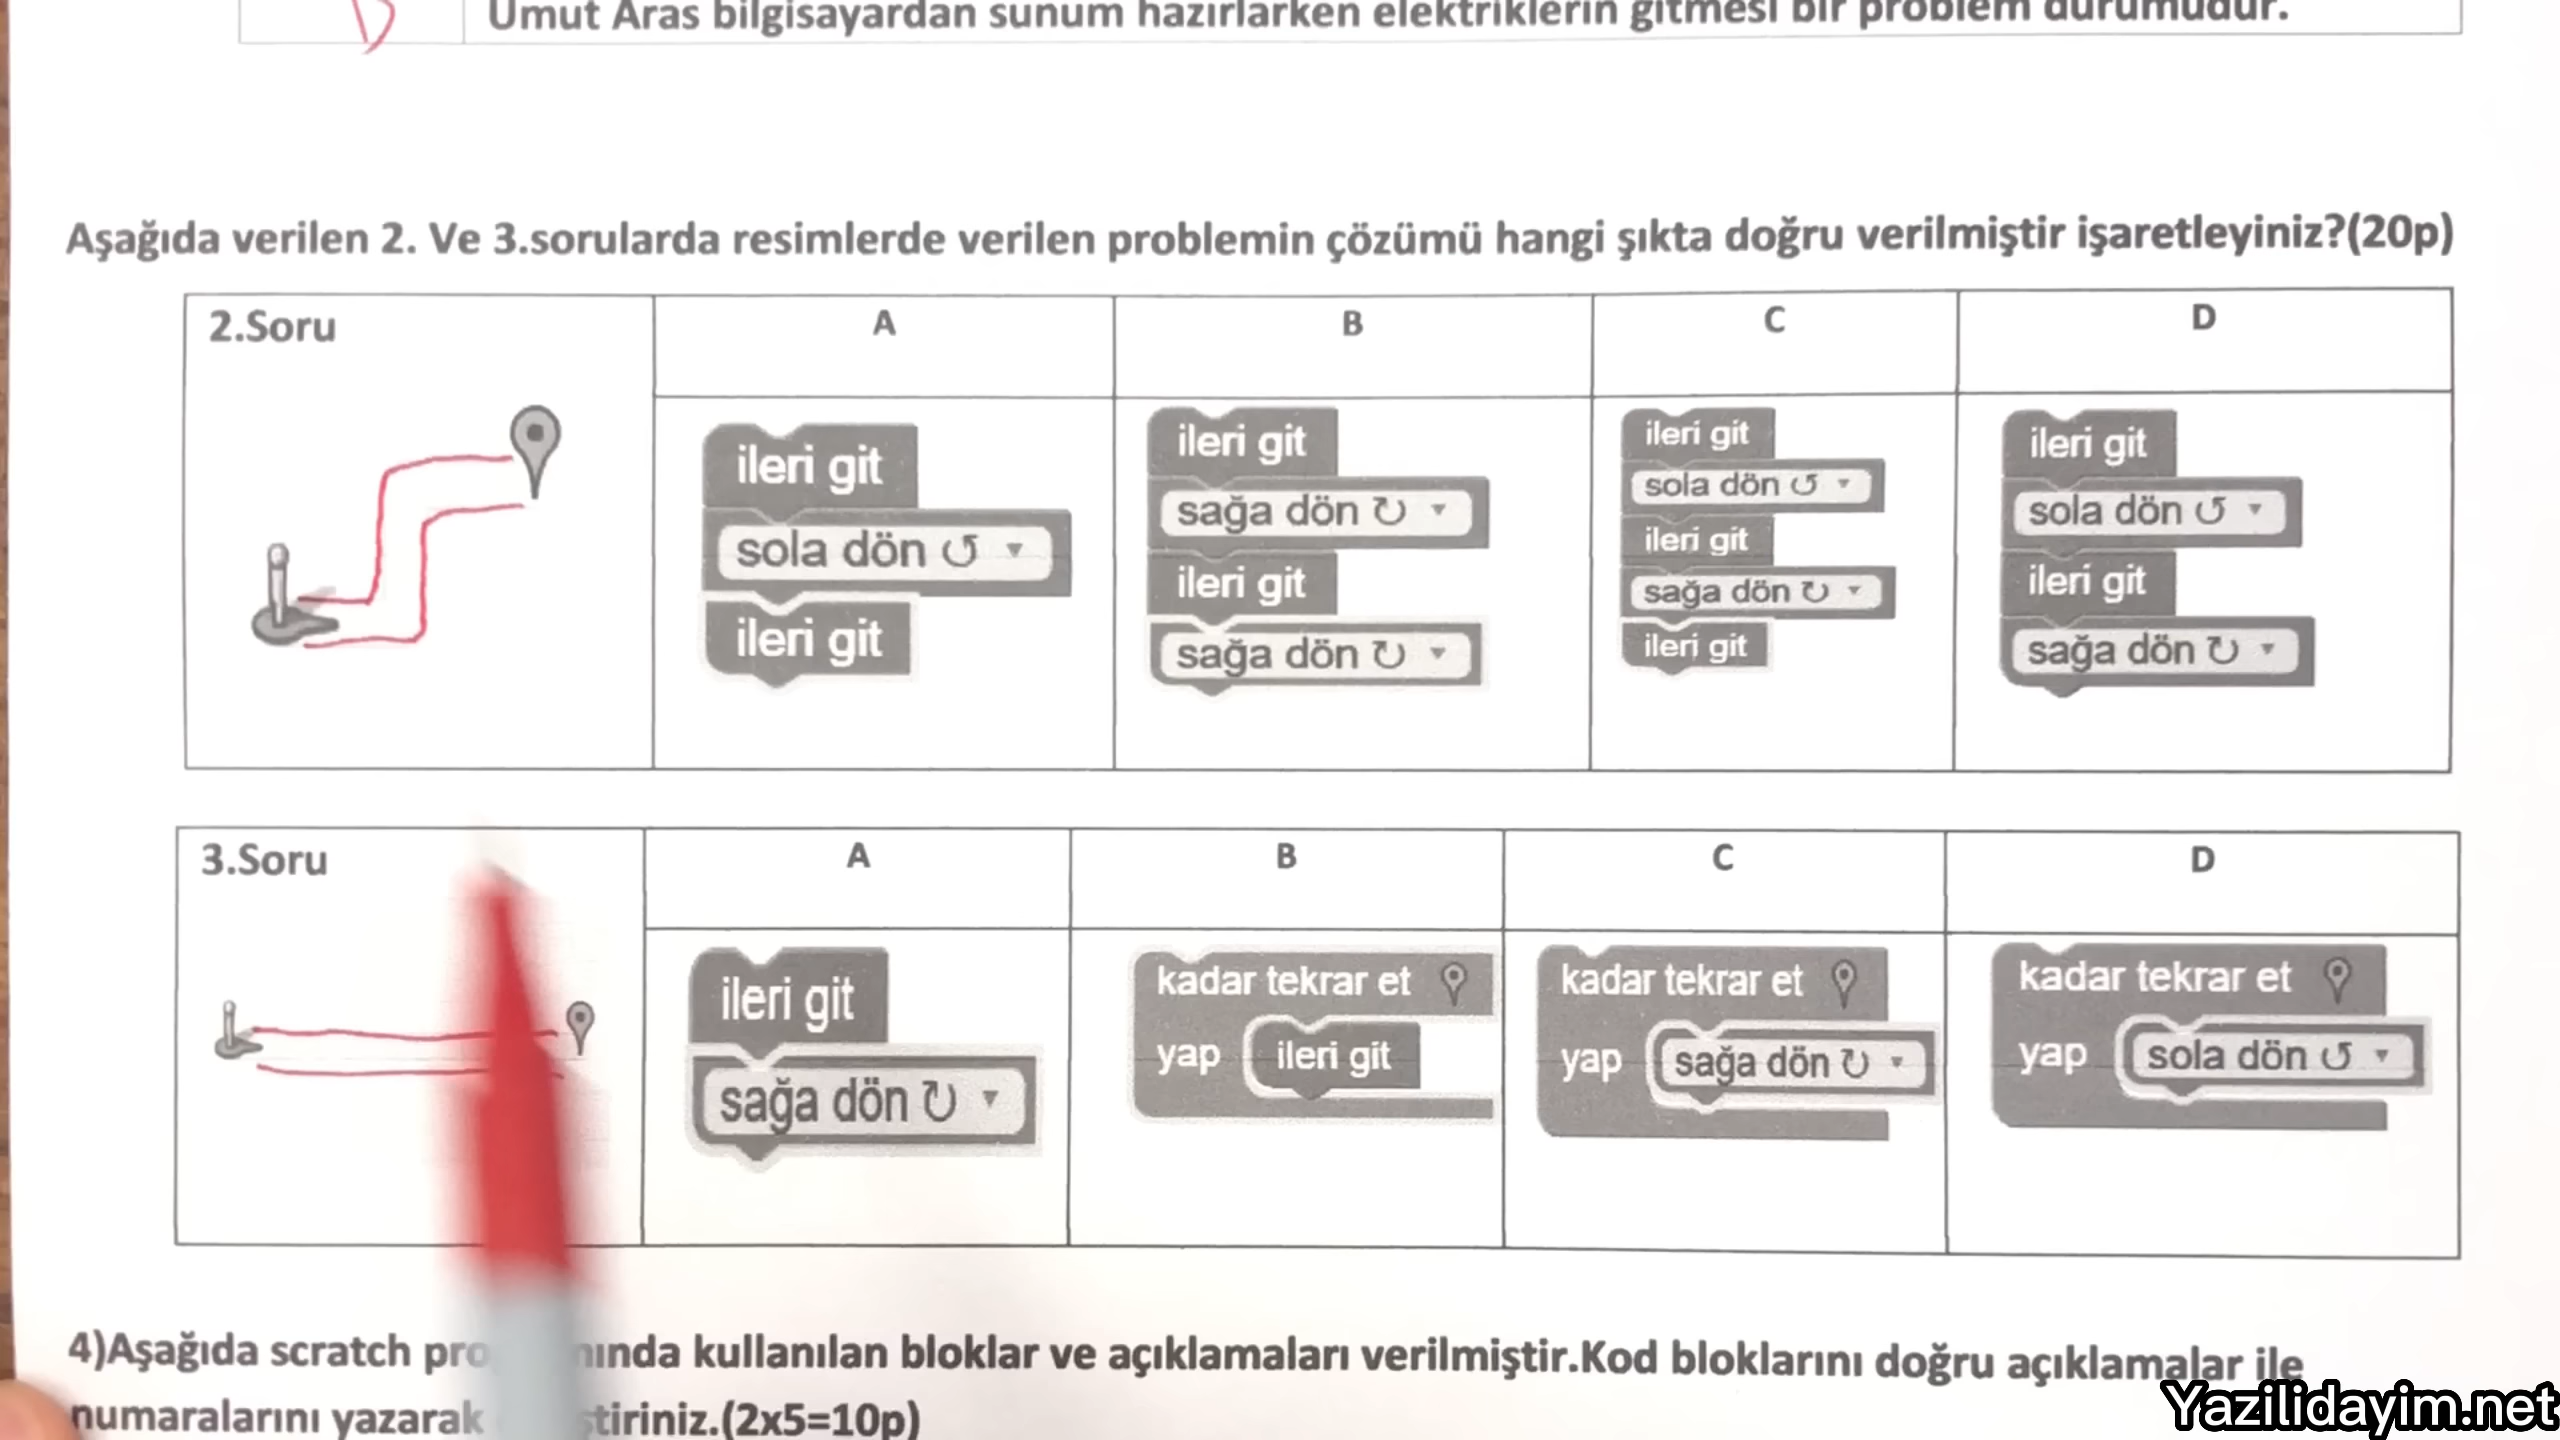 D
Umut Aras bilgisayardan sunum hazırlarken elektriklerin gitmesi bir problem durumudur.
Aşağıda verilen 2. Ve 3.sorularda resimlerde verilen problemin çözümü hangi şıkta doğru verilmiştir işaretleyiniz?(20p)
2.Soru
A
B
C
D
ileri git
sola dön ↺
ileri git
ileri git
sağa dön ↻
ileri git
sağa dön ↻
ileri git
sola dön ↺
ileri git
sağa dön ↻
ileri git
ileri git
sola dön ↺
ileri git
sağa dön ↻
3.Soru
A
B
C
D
ileri git
sağa dön ↻
kadar tekrar et
yap ileri git
kadar tekrar et
yap sağa dön ↻
kadar tekrar et
yap sola dön ↺
4)Aşağıda scratch kullanılan bloklar ve açıklamaları verilmiştir.Kod bloklarını doğru açıklamalar ile
numaralarını yazarak (2x5=10p)
Yazilidayim.net